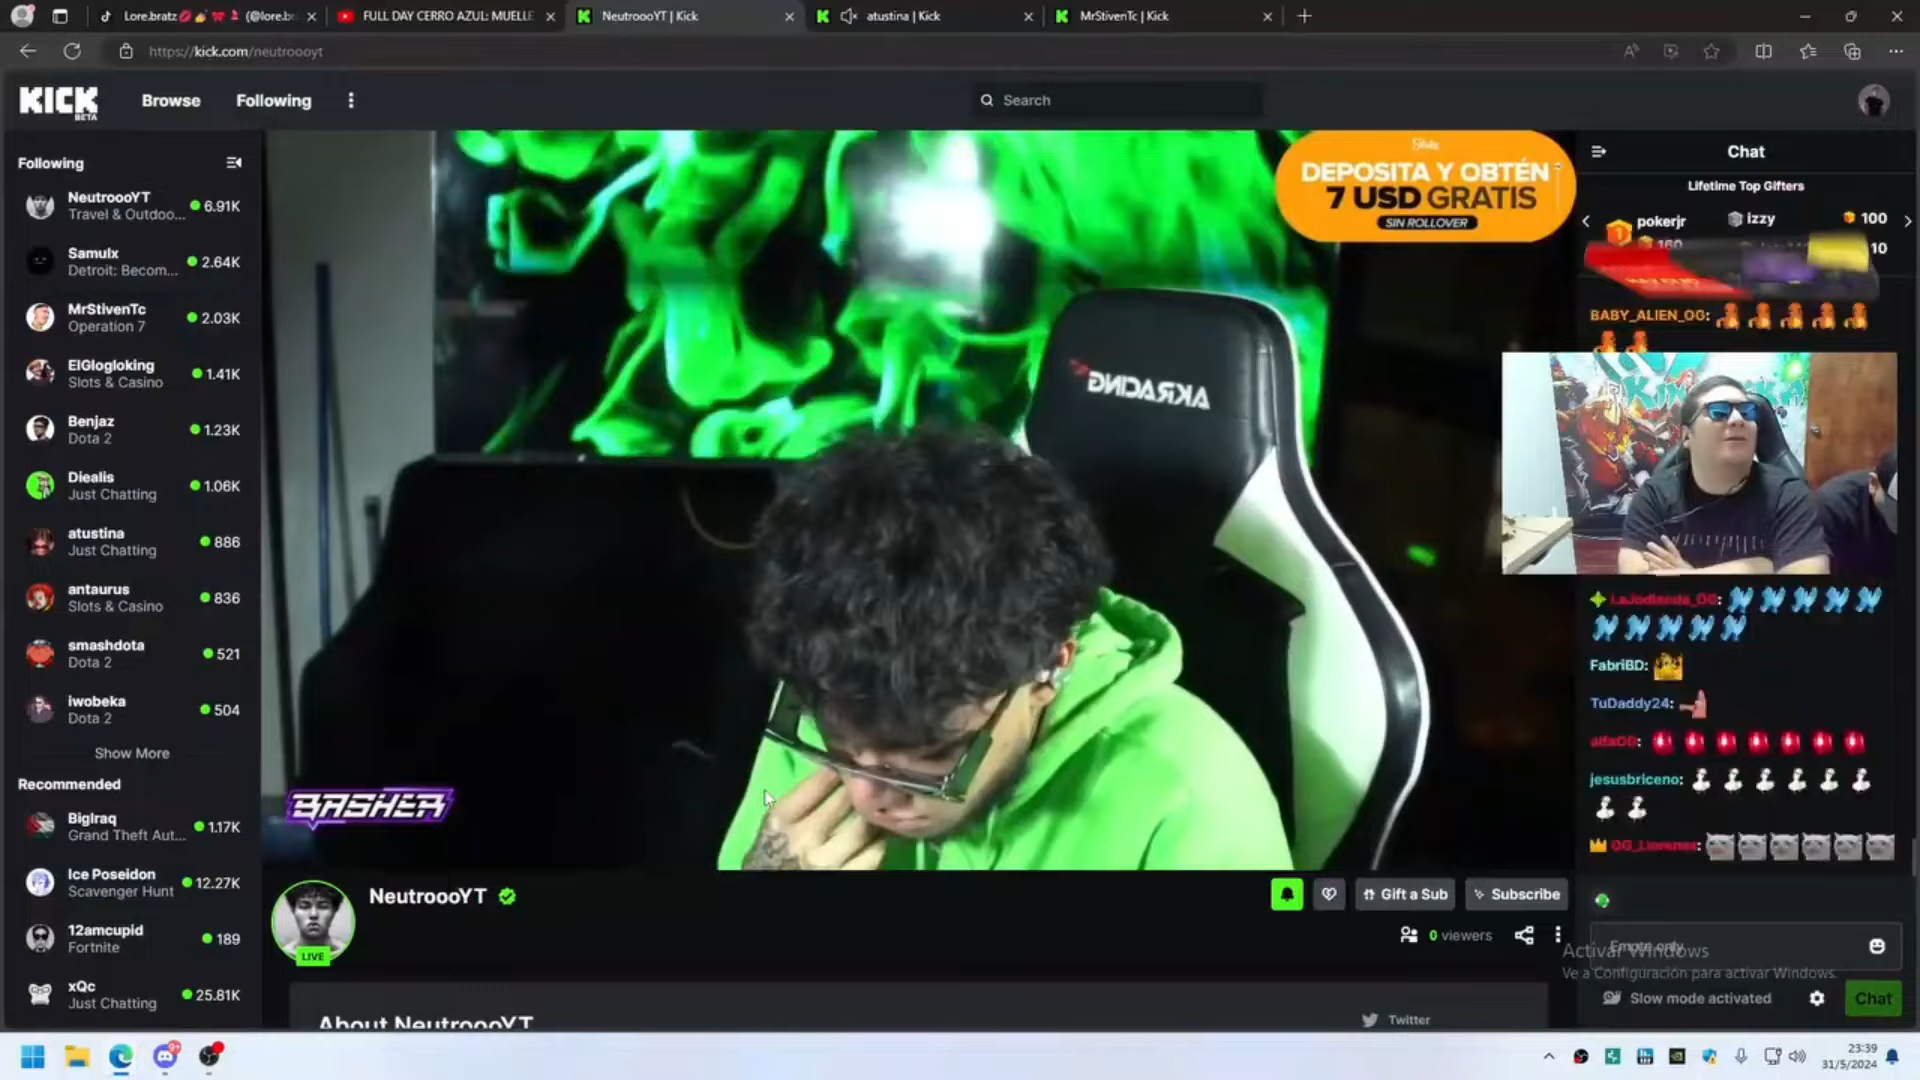 Lore.bratz
(@lore.b
FULL DAY CERRO AZUL: MUELLE
NeutroooYT | Kick
atustina | Kick
MrStivenTc | Kick
https://kick.com/neutroooyt
KICK
BETA
Browse
Following
Search
Following
NeutroooYT
Travel & Outdoo...
6.91K
Samulx
Detroit: Becom...
2.64K
MrStivenTc
Operation 7
2.03K
ElGlogloking
Slots & Casino
1.41K
Benjaz
Dota 2
1.23K
Diealis
Just Chatting
1.06K
atustina
Just Chatting
886
antaurus
Slots & Casino
836
smashdota
Dota 2
521
iwobeka
Dota 2
504
Show More
Recommended
BigIraq
Grand Theft Aut...
1.17K
Ice Poseidon
Scavenger Hunt
12.27K
12amcupid
Fortnite
189
xQc
Just Chatting
25.81K
DEPOSITA Y OBTÉN
7 USD GRATIS
SIN ROLLOVER
AKRACING
BASHER
NeutroooYT
LIVE
Gift a Sub
Subscribe
0 viewers
About NeutroooYT
Twitter
Chat
Lifetime Top Gifters
1
pokerjr
160
izzy
100
10
BABY_ALIEN_OG:
FabriBD:
TuDaddy24:
alfaOG:
jesusbriceno:
Emote only
Activar Windows
Ve a Configuración para activar Windows.
Slow mode activated
Chat
9+
23:39
31/5/2024